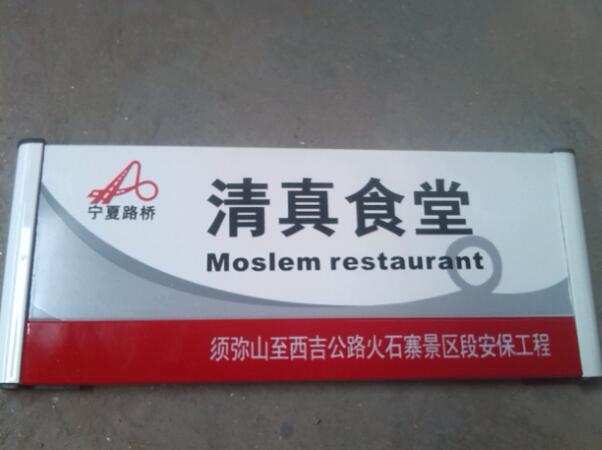 宁夏路桥
清真食堂
Moslem restaurant
须弥山至西吉公路火石寨景区段安保工程